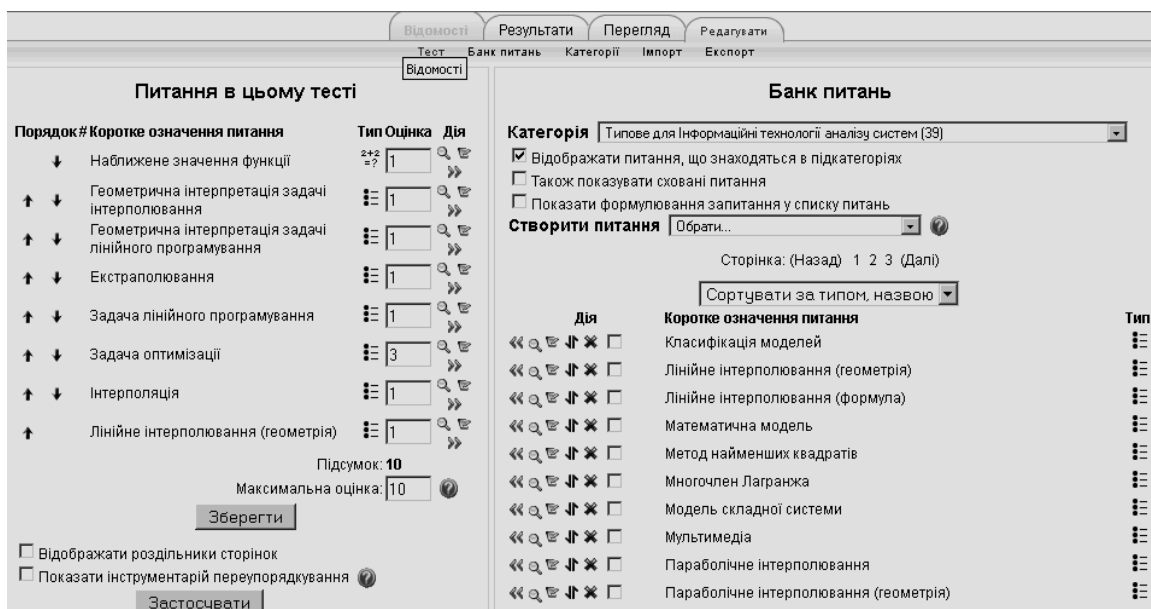 Відомості Результати Перегляд Редагувати
Тест Банк питань Категорії Імпорт Експорт
Відомості
Питання в цьому тесті
Порядок # Коротке означення питання Тип Оцінка Дія
Наближене значення функції 2+2=? 1
Геометрична інтерпретація задачі
інтерполювання 1
Геометрична інтерпретація задачі
лінійного програмування 1
Екстраполювання 1
Задача лінійного програмування 1
Задача оптимізації 3
Інтерполяція 1
Лінійне інтерполювання (геометрія) 1
Підсумок: 10
Максимальна оцінка: 10
Зберегти
Відображати роздільники сторінок
Показати інструментарій переупорядкування
Застосувати
Банк питань
Категорія Типове для Інформаційні технології аналізу систем (39)
Відображати питання, що знаходяться в підкатегоріях
Також показувати сховані питання
Показати формулювання запитання у списку питань
Створити питання Обрати...
Сторінка: (Назад) 1 2 3 (Далі)
Сортувати за типом, назвою
Дія Коротке означення питання Тип
Класифікація моделей
Лінійне інтерполювання (геометрія)
Лінійне інтерполювання (формула)
Математична модель
Метод найменших квадратів
Многочлен Лагранжа
Модель складної системи
Мультимедіа
Параболічне інтерполювання
Параболічне інтерполювання (геометрія)